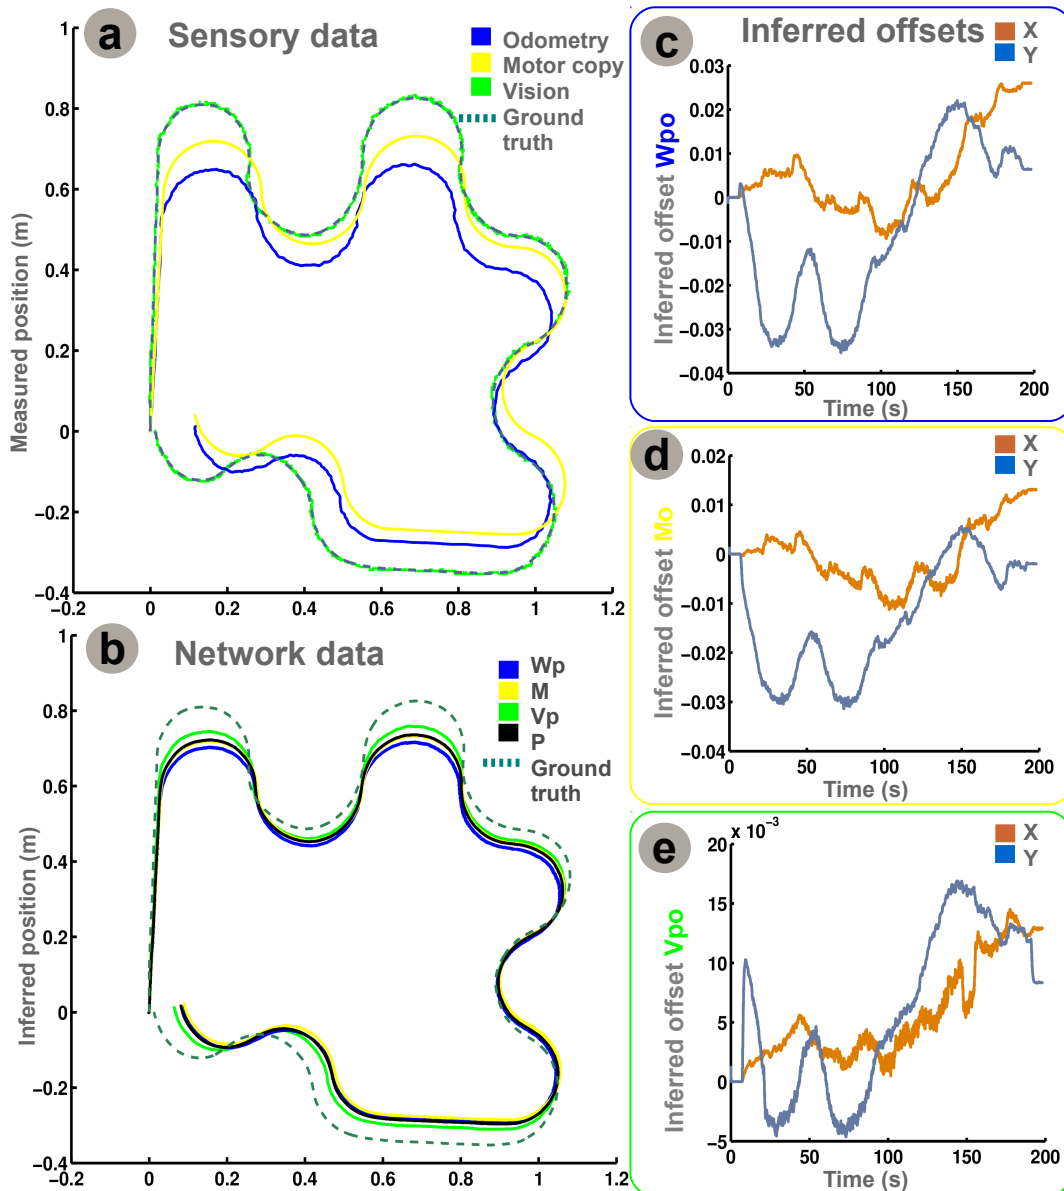 a Sensory data
Odometry
Motor copy
Vision
Ground
truth
Measured position (m)
1
0.8
0.6
0.4
0.2
0
−0.2
−0.4
−0.2 0 0.2 0.4 0.6 0.8 1 1.2
b Network data
Wp
M
Vp
P
Ground
truth
Inferred position (m)
1
0.8
0.6
0.4
0.2
0
−0.2
−0.4
−0.2 0 0.2 0.4 0.6 0.8 1 1.2
c Inferred offsets
X
Y
Inferred offset Wpo
0.03
0.02
0.01
0
−0.01
−0.02
−0.03
−0.04
0 50 100 150 200
Time (s)
d
X
Y
Inferred offset Mo
0.02
0.01
0
−0.01
−0.02
−0.03
−0.04
0 50 100 150 200
Time (s)
e
X
Y
Inferred offset Vpo
x 10⁻³
20
15
10
5
0
−5
0 50 100 150 200
Time (s)